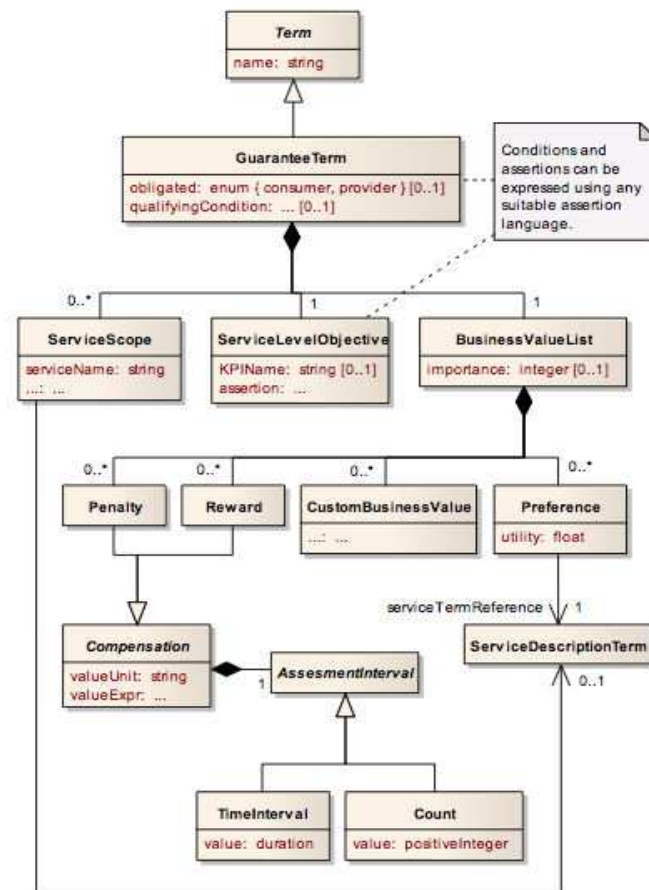 Term
name: string
GuaranteeTerm
obligated: enum { consumer, provider } [0..1]
qualifyingCondition: ... [0..1]
Conditions and
assertions can be
expressed using any
suitable assertion
language.
0..*
1
1
ServiceScope
serviceName: string
...: ...
ServiceLevelObjective
KPIName: string [0..1]
assertion: ...
BusinessValueList
importance: integer [0..1]
0..*
0..*
0..*
0..*
Penalty
Reward
CustomBusinessValue
...: ...
Preference
utility: float
serviceTermReference
1
Compensation
valueUnit: string
valueExpr: ...
1
AssesmentInterval
ServiceDescriptionTerm
0..1
TimeInterval
value: duration
Count
value: positiveInteger